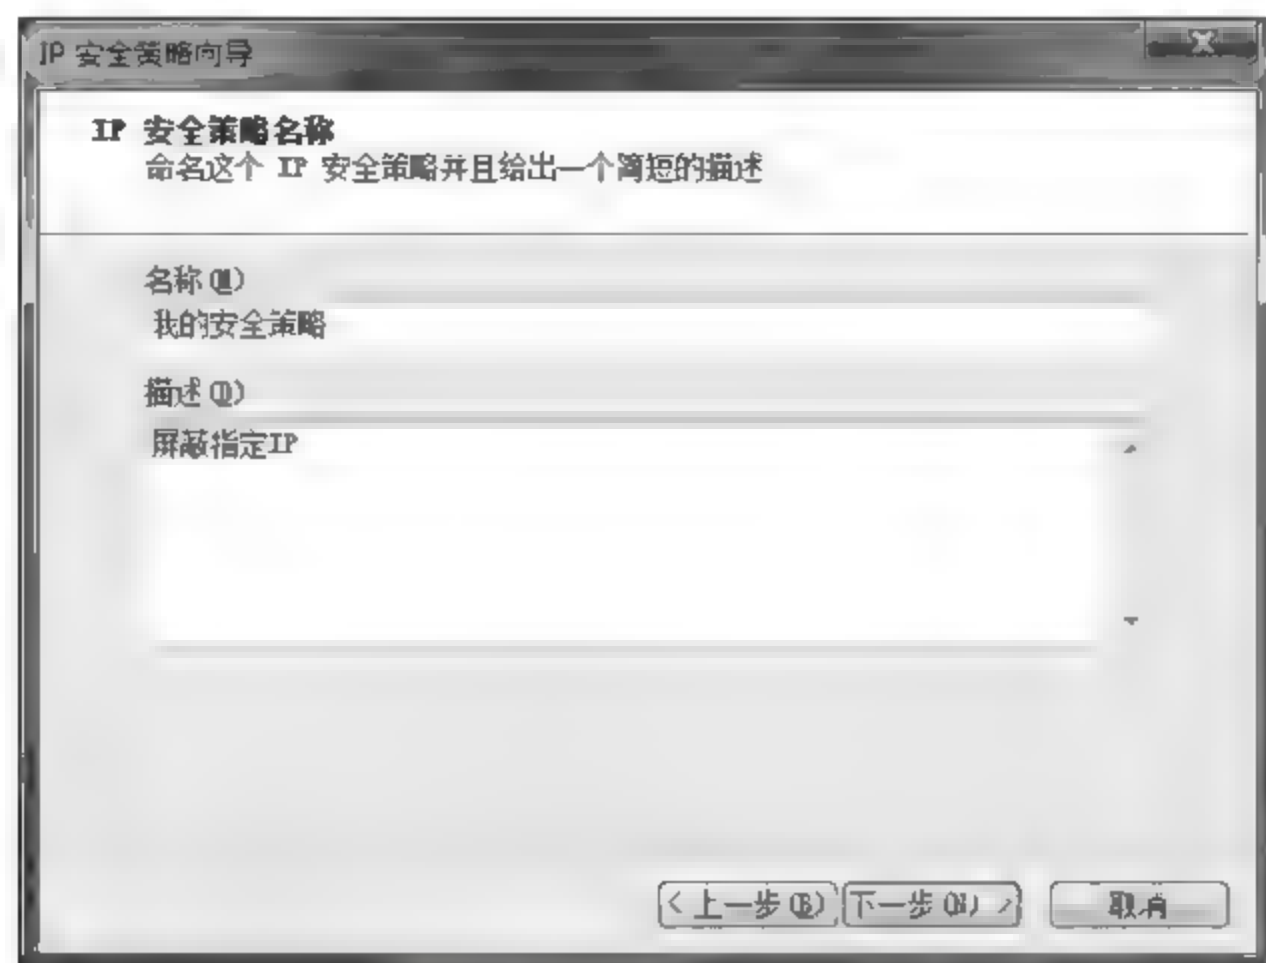 IP 安全策略向导
IP 安全策略名称
命名这个 IP 安全策略并且给出一个简短的描述
名称(M)
我的安全策略
描述(D)
屏蔽指定IP
< 上一步(B) 下一步(N) > 取消